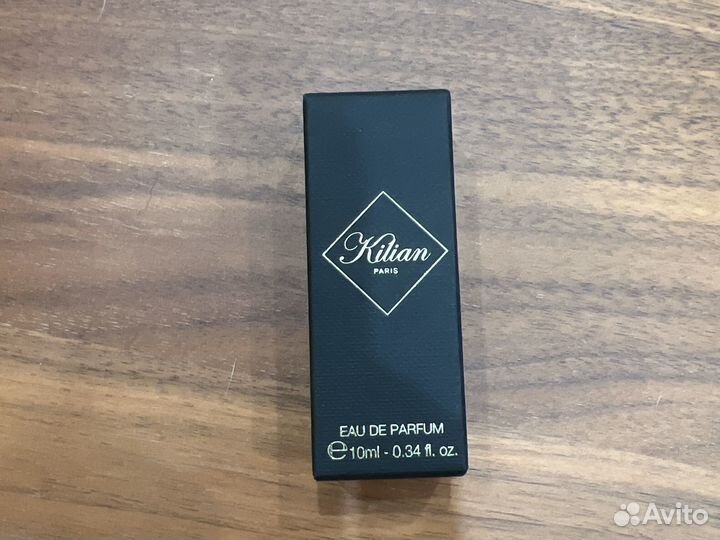 Kilian
PARIS
EAU DE PARFUM
℮10ml - 0.34 fl. oz.
Avito